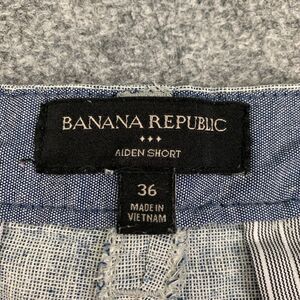 BANANA REPUBLIC
AIDEN SHORT
36
MADE IN
VIETNAM